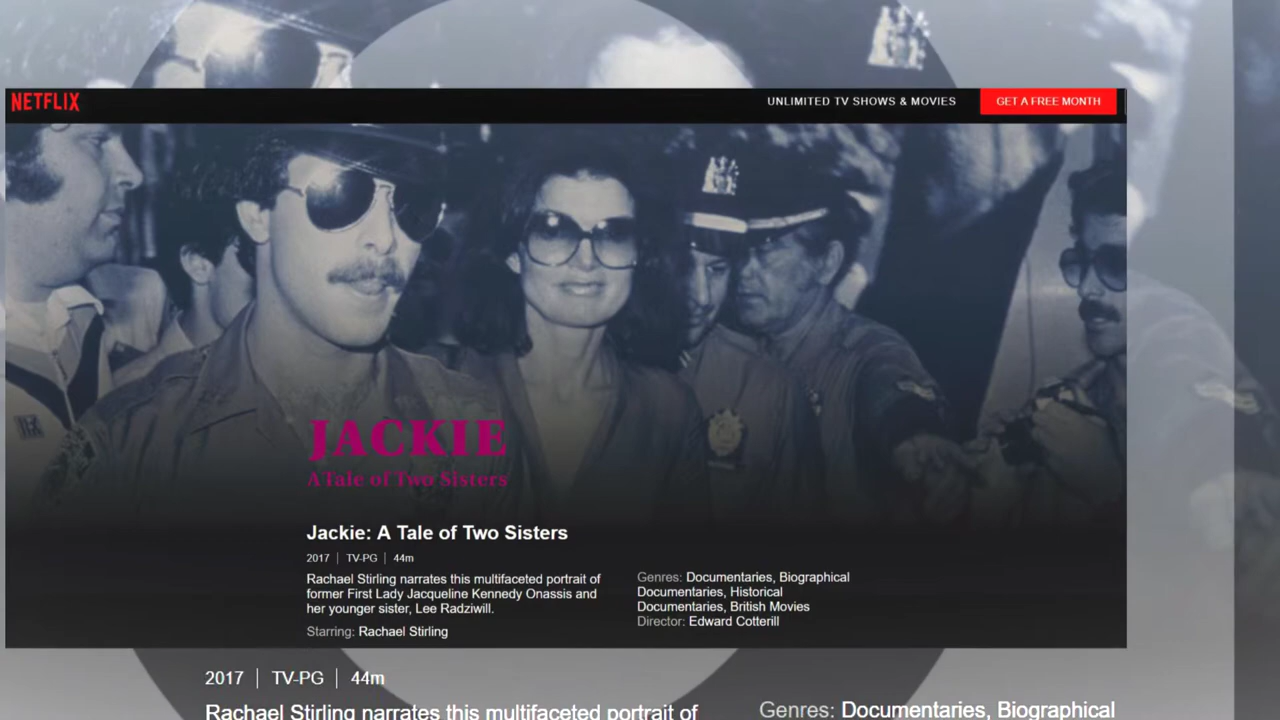 NETFLIX
UNLIMITED TV SHOWS & MOVIES
GET A FREE MONTH
JACKIE
A Tale of Two Sisters
Jackie: A Tale of Two Sisters
2017 | TV-PG | 44m
Rachael Stirling narrates this multifaceted portrait of
former First Lady Jacqueline Kennedy Onassis and
her younger sister, Lee Radziwill.
Starring: Rachael Stirling
Genres: Documentaries, Biographical
Documentaries, Historical
Documentaries, British Movies
Director: Edward Cotterill
2017 | TV-PG | 44m
Rachael Stirling narrates this multifaceted portrait of
Genres: Documentaries, Biographical